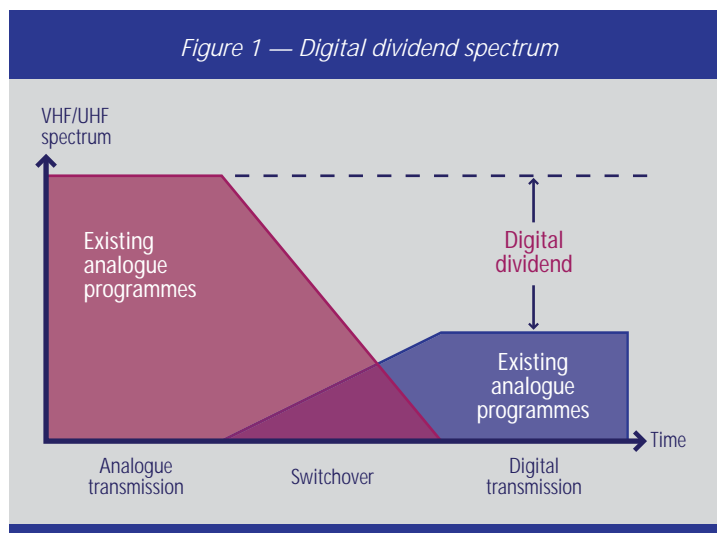 Figure 1 — Digital dividend spectrum
VHF/UHF
spectrum
Existing
analogue
programmes
Digital
dividend
Existing
analogue
programmes
Time
Analogue
transmission
Switchover
Digital
transmission